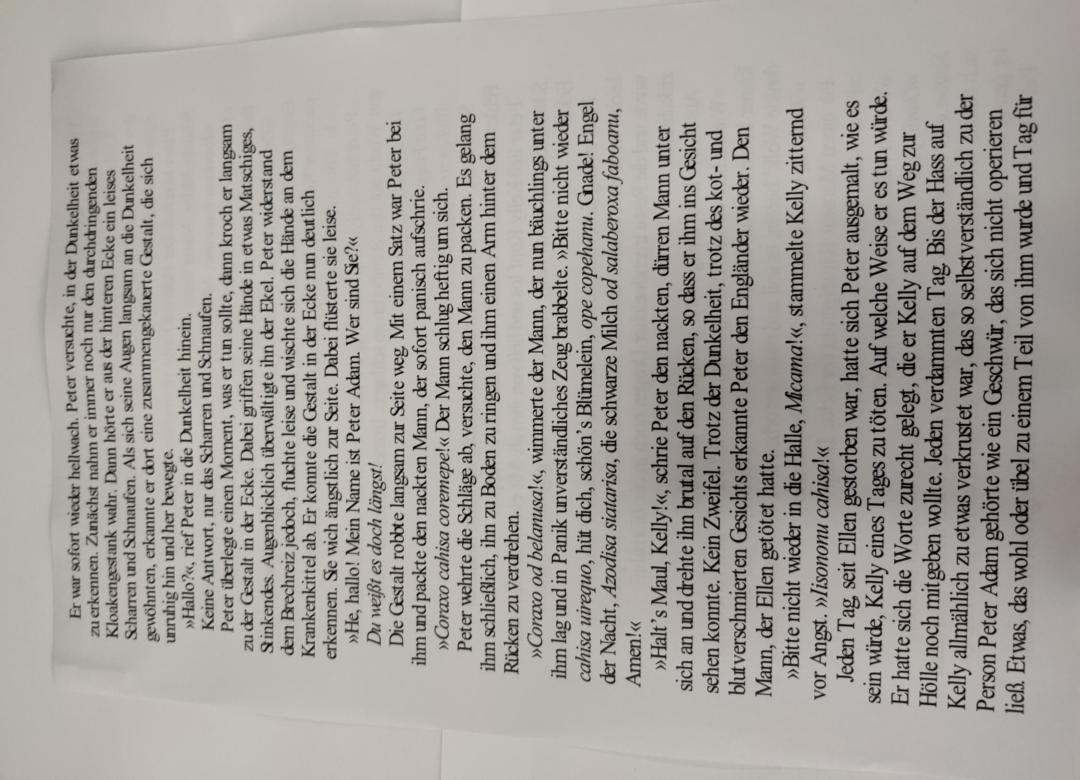 Er war sofort wieder hellwach. Peter versuchte, in der Dunkelheit etwas
zu erkennen. Zunächst nahm er immer noch nur den durchdringenden
Kloakengestank wahr. Dann hörte er aus der hinteren Ecke ein leises
Scharren und Schnaufen. Als sich seine Augen langsam an die Dunkelheit
gewöhnten, erkannte er dort eine zusammengekauerte Gestalt, die sich
unruhig hin und her bewegte.
»Hallo?«, rief Peter in die Dunkelheit hinein.
Keine Antwort, nur das Scharren und Schnaufen.
Peter überlegte einen Moment, was er tun sollte, dann kroch er langsam
zu der Gestalt in der Ecke. Dabei griffen seine Hände in etwas Matschiges,
Stinkendes. Augenblicklich überwältigte ihn der Ekel. Peter widerstand
dem Brechreiz jedoch, fluchte leise und wischte sich die Hände an dem
Krankenkittel ab. Er konnte die Gestalt in der Ecke nun deutlich
erkennen. Sie wich ängstlich zur Seite. Dabei flüsterte sie leise.
»He, hallo! Mein Name ist Peter Adam. Wer sind Sie?«
Du weißt es doch längst!
Die Gestalt robbte langsam zur Seite weg. Mit einem Satz war Peter bei
ihm und packte den nackten Mann, der sofort panisch aufschrie.
»Coraxo cahisa coremepe!« Der Mann schlug heftig um sich.
Peter wehrte die Schläge ab, versuchte, den Mann zu packen. Es gelang
ihm schließlich, ihn zu Boden zu ringen und ihm einen Arm hinter dem
Rücken zu verdrehen.
»Coraxo od belanusa!«, wimmerte der Mann, der nun bäuchlings unter
ihm lag und in Panik unverständliches Zeug brabbelte. »Bitte nicht wieder
cahisa uirequo, hüt dich, schön's Blümelein, ope copehanu. Gnade! Engel
der Nacht, Azodisa siatarisa, die schwarze Milch od salaberoxa faboanu,
Amen!«
»Halt's Maul, Kelly!«, schrie Peter den nackten, dürren Mann unter
sich an und drehte ihn brutal auf den Rücken, so dass er ihm ins Gesicht
sehen konnte. Kein Zweifel. Trotz der Dunkelheit, trotz des kot- und
blutverschmierten Gesichts erkannte Peter den Engländer wieder. Den
Mann, der Ellen getötet hatte.
»Bitte nicht wieder in die Halle, Micama!«, stammelte Kelly zitternd
vor Angst. »Iisonomu cahisa!«
Jeden Tag, seit Ellen gestorben war, hatte sich Peter ausgemalt, wie es
sein würde, Kelly eines Tages zu töten. Auf welche Weise er es tun würde.
Er hatte sich die Worte zurecht gelegt, die er Kelly auf dem Weg zur
Hölle noch mitgeben wollte. Jeden verdammten Tag. Bis der Hass auf
Kelly allmählich zu etwas verkrustet war, das so selbstverständlich zu der
Person Peter Adam gehörte wie ein Geschwür, das sich nicht operieren
ließ. Etwas, das wohl oder übel zu einem Teil von ihm wurde und Tag für